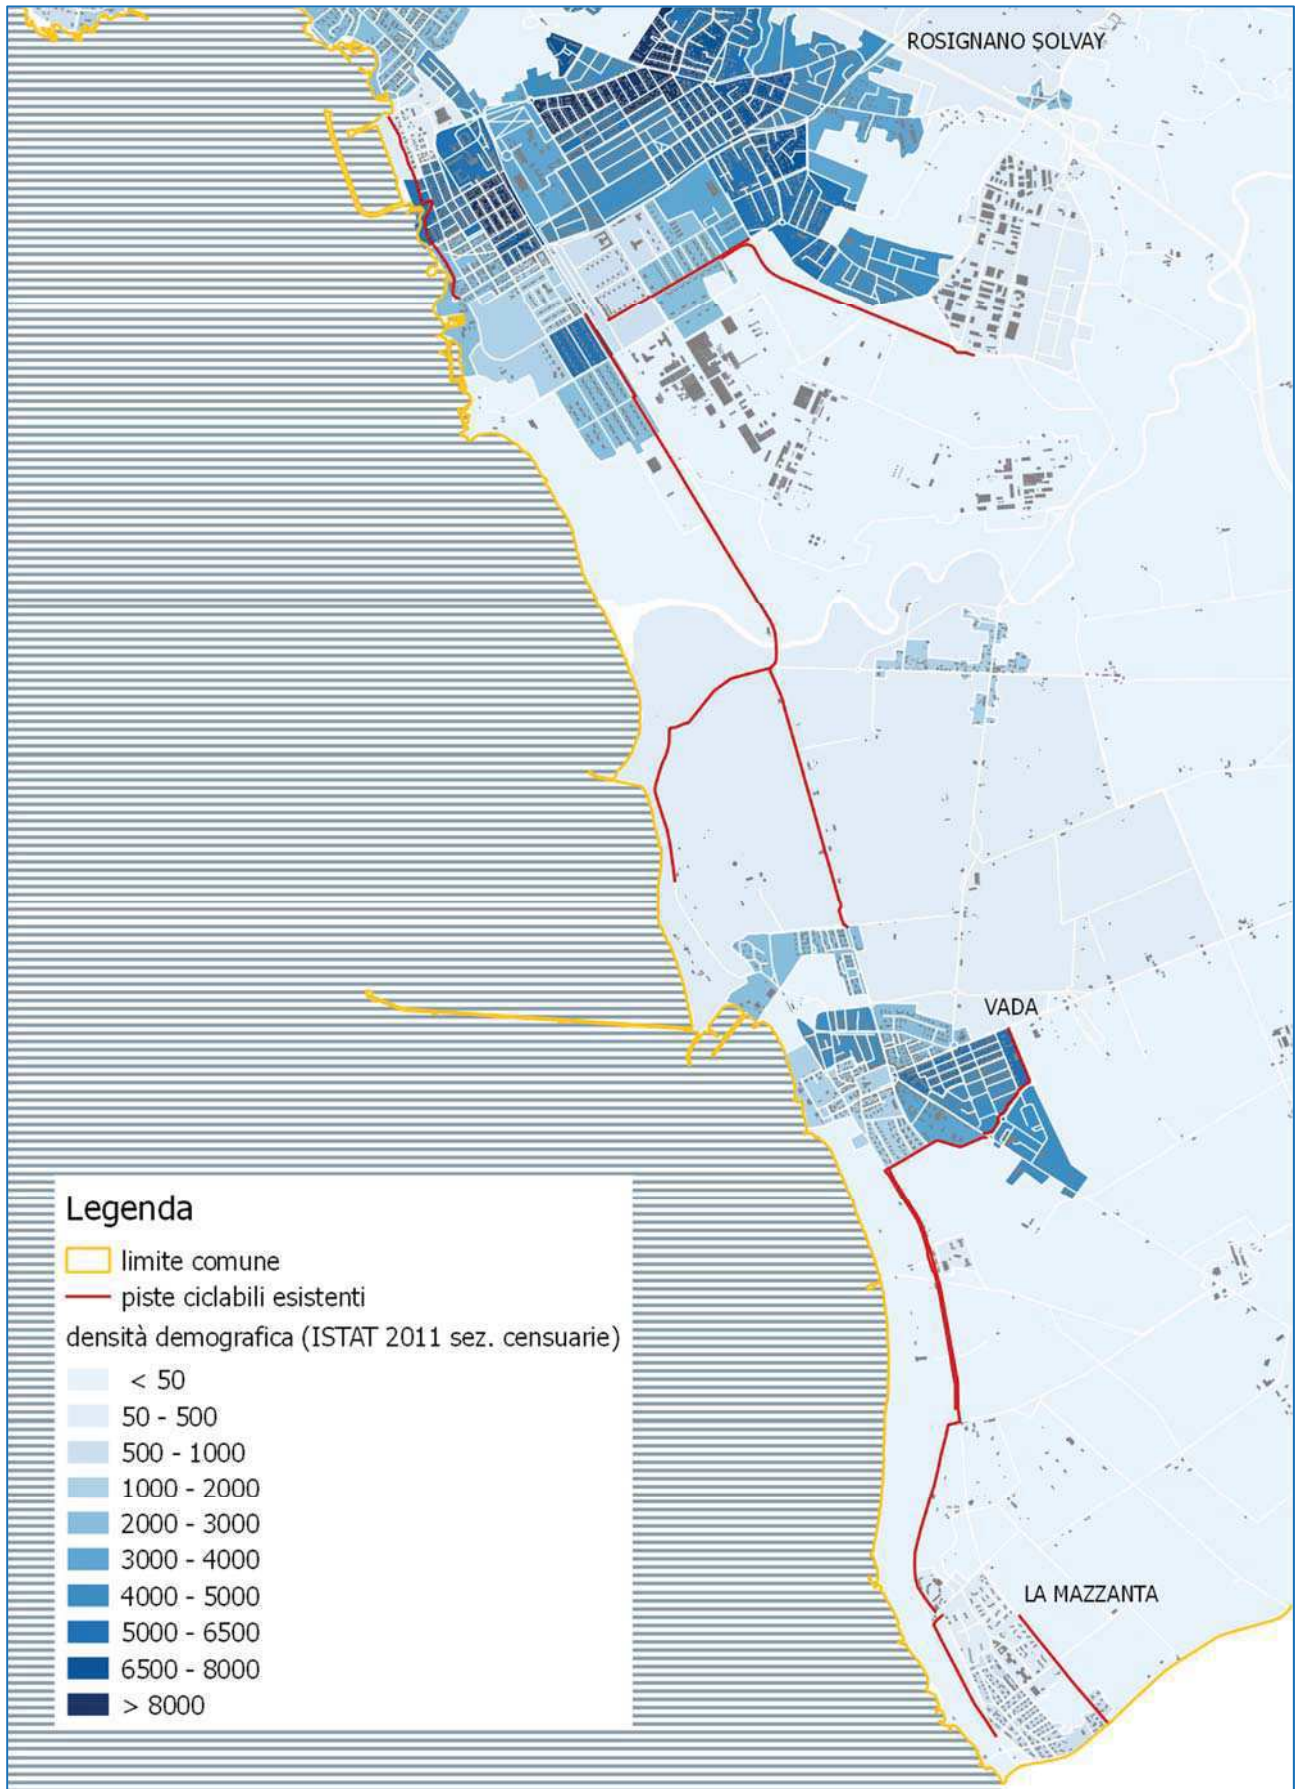 ROSIGNANO SOLVAY
VADA
Legenda
limite comune
piste ciclabili esistenti
densità demografica (ISTAT 2011 sez. censuarie)
< 50
50 - 500
500 - 1000
1000 - 2000
2000 - 3000
3000 - 4000
4000 - 5000
5000 - 6500
6500 - 8000
> 8000
LA MAZZANTA